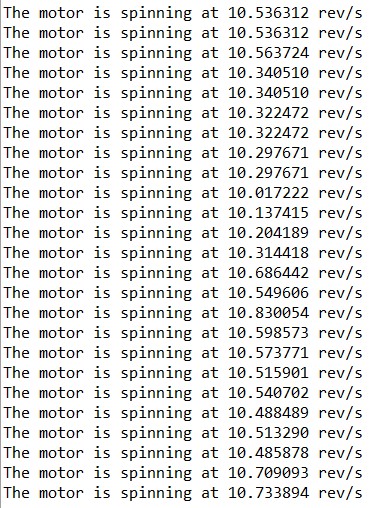 The motor is spinning at 10.536312 rev/s
The motor is spinning at 10.536312 rev/s
The motor is spinning at 10.563724 rev/s
The motor is spinning at 10.340510 rev/s
The motor is spinning at 10.340510 rev/s
The motor is spinning at 10.322472 rev/s
The motor is spinning at 10.322472 rev/s
The motor is spinning at 10.297671 rev/s
The motor is spinning at 10.297671 rev/s
The motor is spinning at 10.017222 rev/s
The motor is spinning at 10.137415 rev/s
The motor is spinning at 10.204189 rev/s
The motor is spinning at 10.314418 rev/s
The motor is spinning at 10.686442 rev/s
The motor is spinning at 10.549606 rev/s
The motor is spinning at 10.830054 rev/s
The motor is spinning at 10.598573 rev/s
The motor is spinning at 10.573771 rev/s
The motor is spinning at 10.515901 rev/s
The motor is spinning at 10.540702 rev/s
The motor is spinning at 10.488489 rev/s
The motor is spinning at 10.513290 rev/s
The motor is spinning at 10.485878 rev/s
The motor is spinning at 10.709093 rev/s
The motor is spinning at 10.733894 rev/s